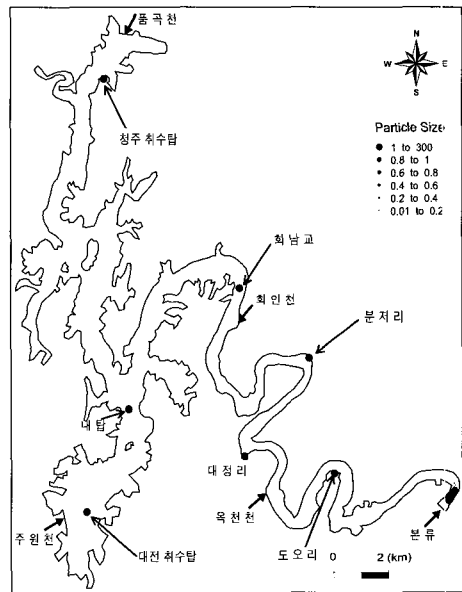 품곡천
N
W E
S
청주 취수탑
Particle Size
1 to 300
0.8 to 1
0.6 to 0.8
0.4 to 0.6
0.2 to 0.4
0.01 to 0.2
회남교
회인천
분저리
대탑
대정리
옥천천
본류
주원천
대전 취수탑
도오리
0 2 (km)